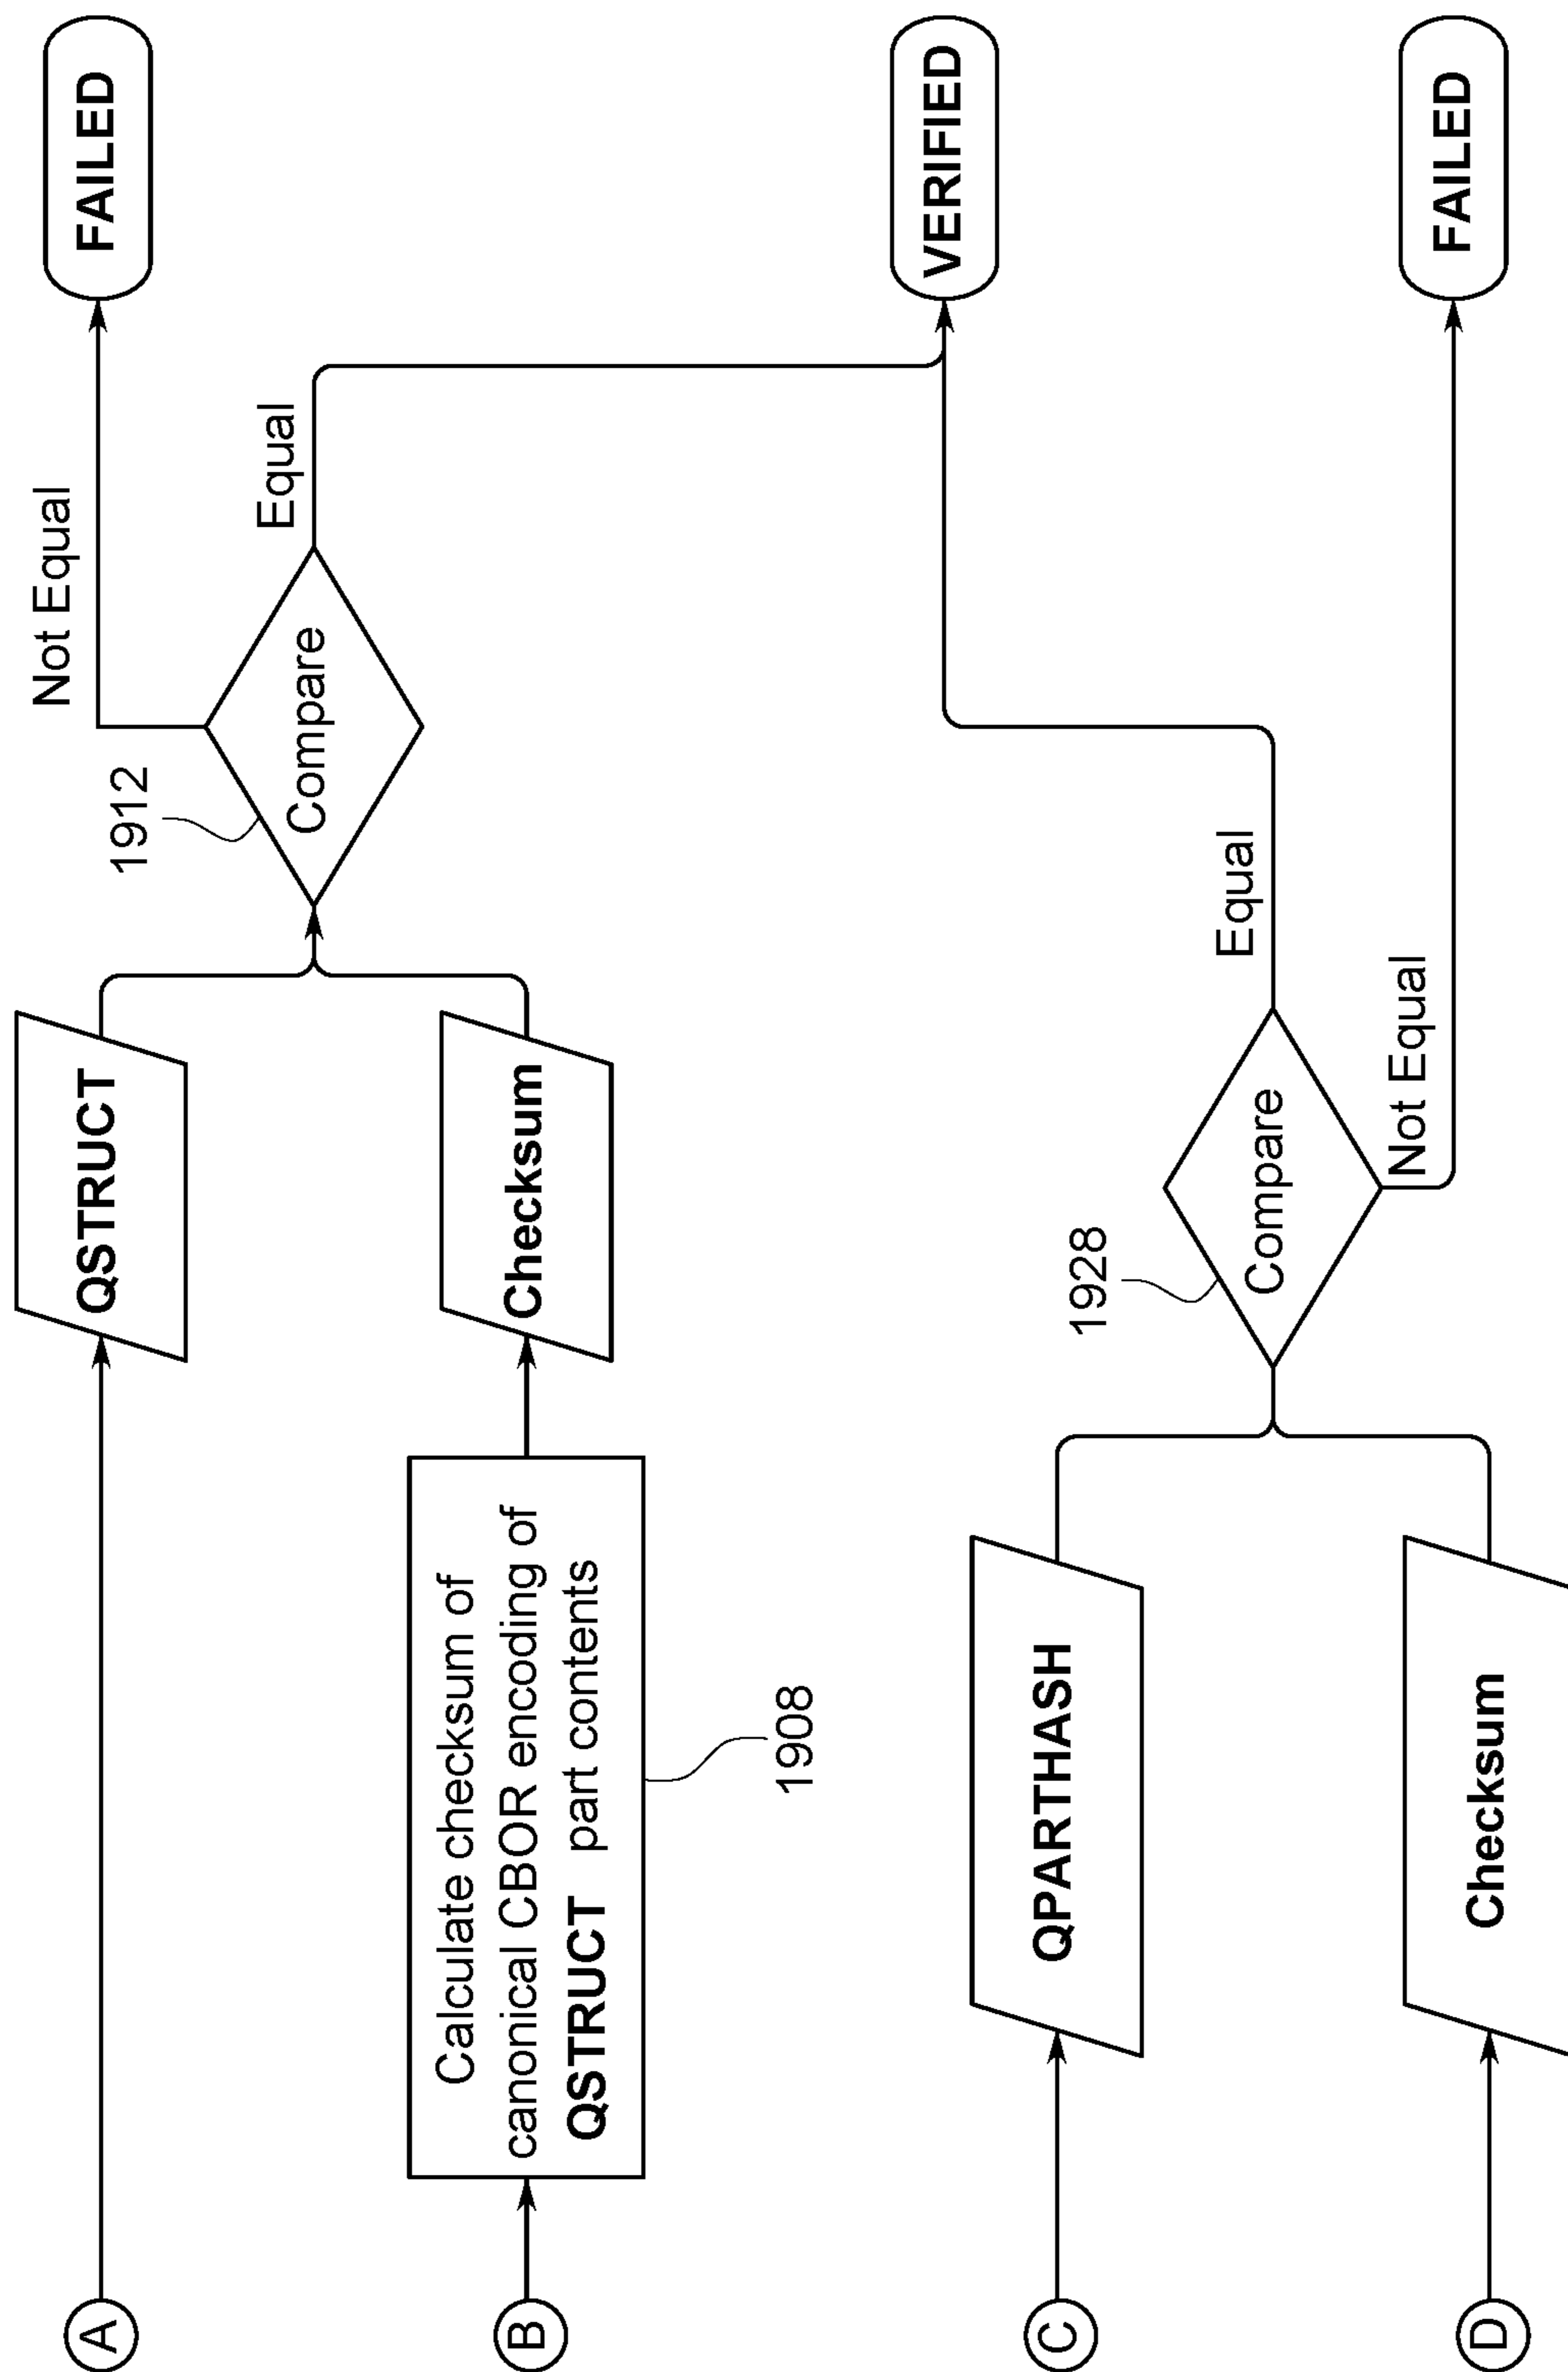 A
QSTRUCT
Not Equal
FAILED
B
Calculate checksum of
canonical CBOR encoding of
QSTRUCT part contents
1908
Checksum
1912
Compare
Equal
VERIFIED
C
QPARTHASH
1928
Compare
Equal
D
Checksum
Not Equal
FAILED